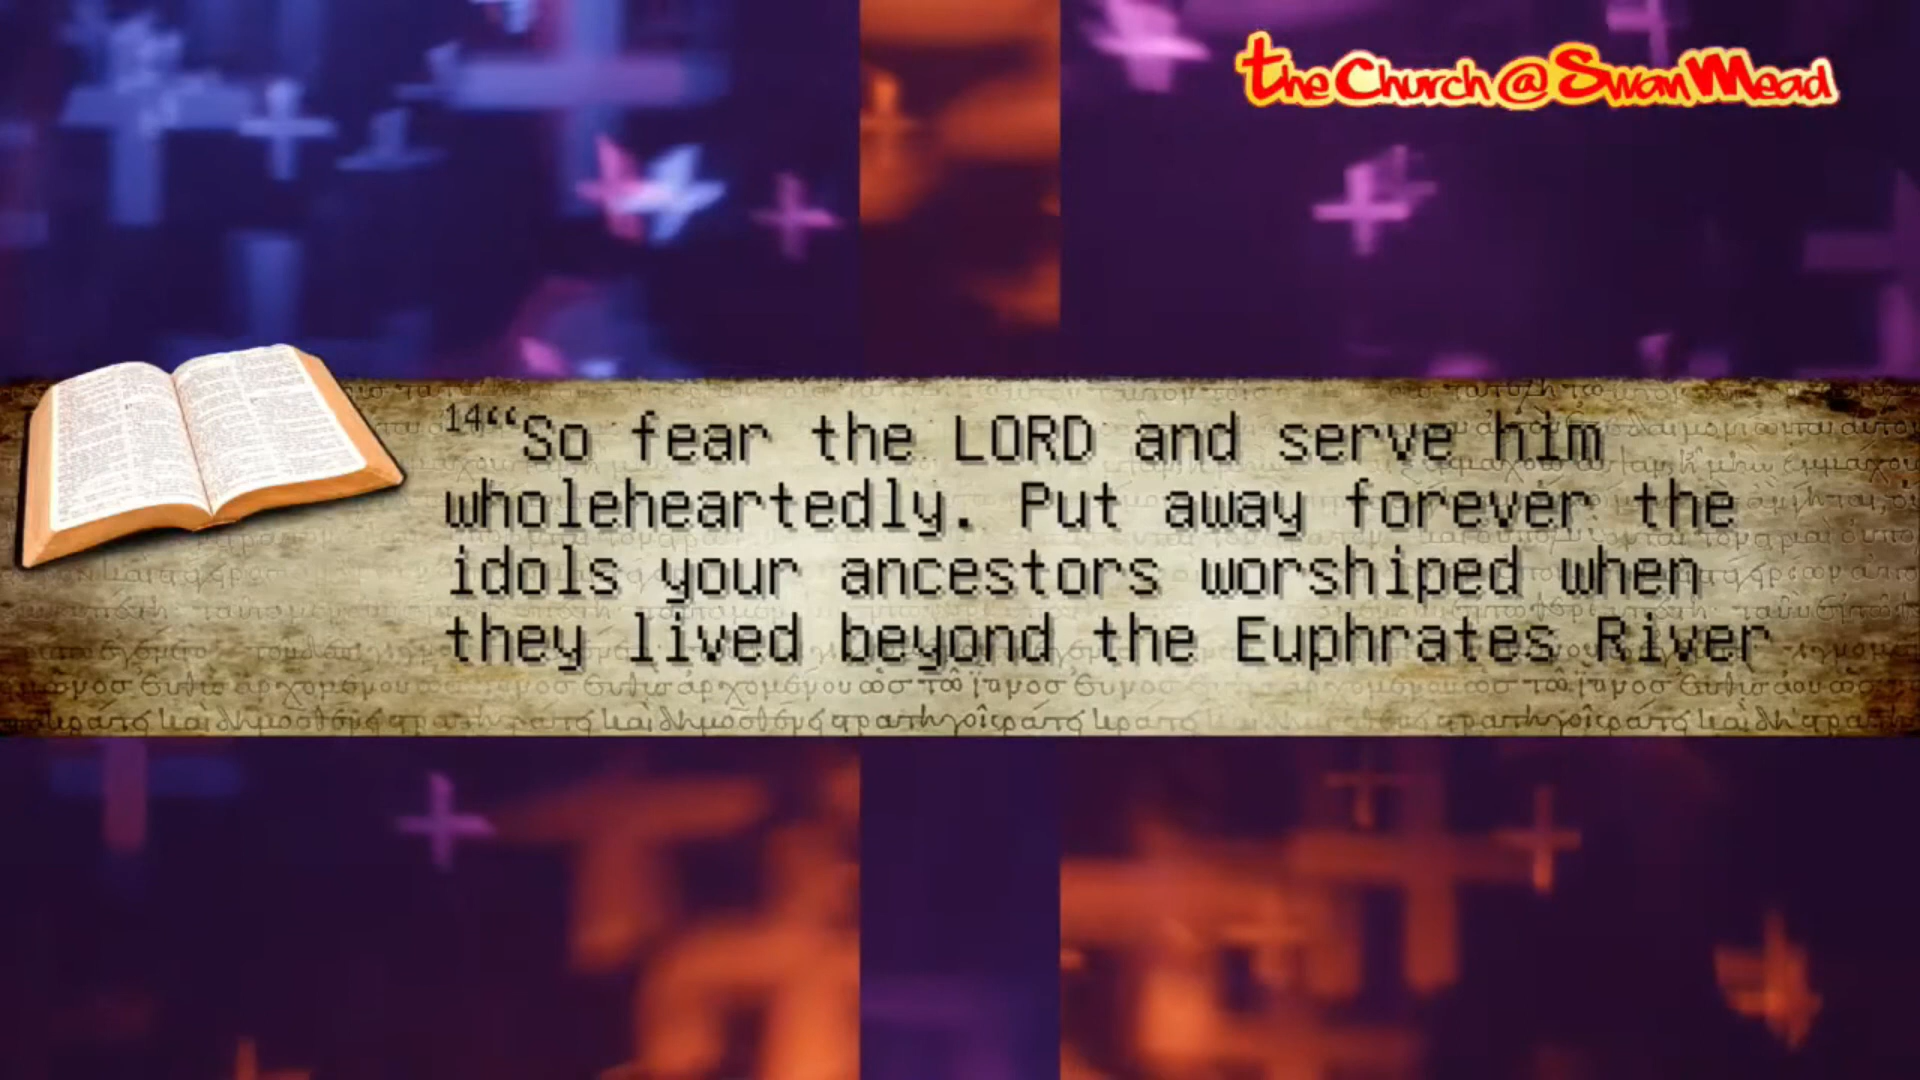 the Church @ Swan Mead
14“So fear the LORD and serve him
wholeheartedly. Put away forever the
idols your ancestors worshiped when
they lived beyond the Euphrates River